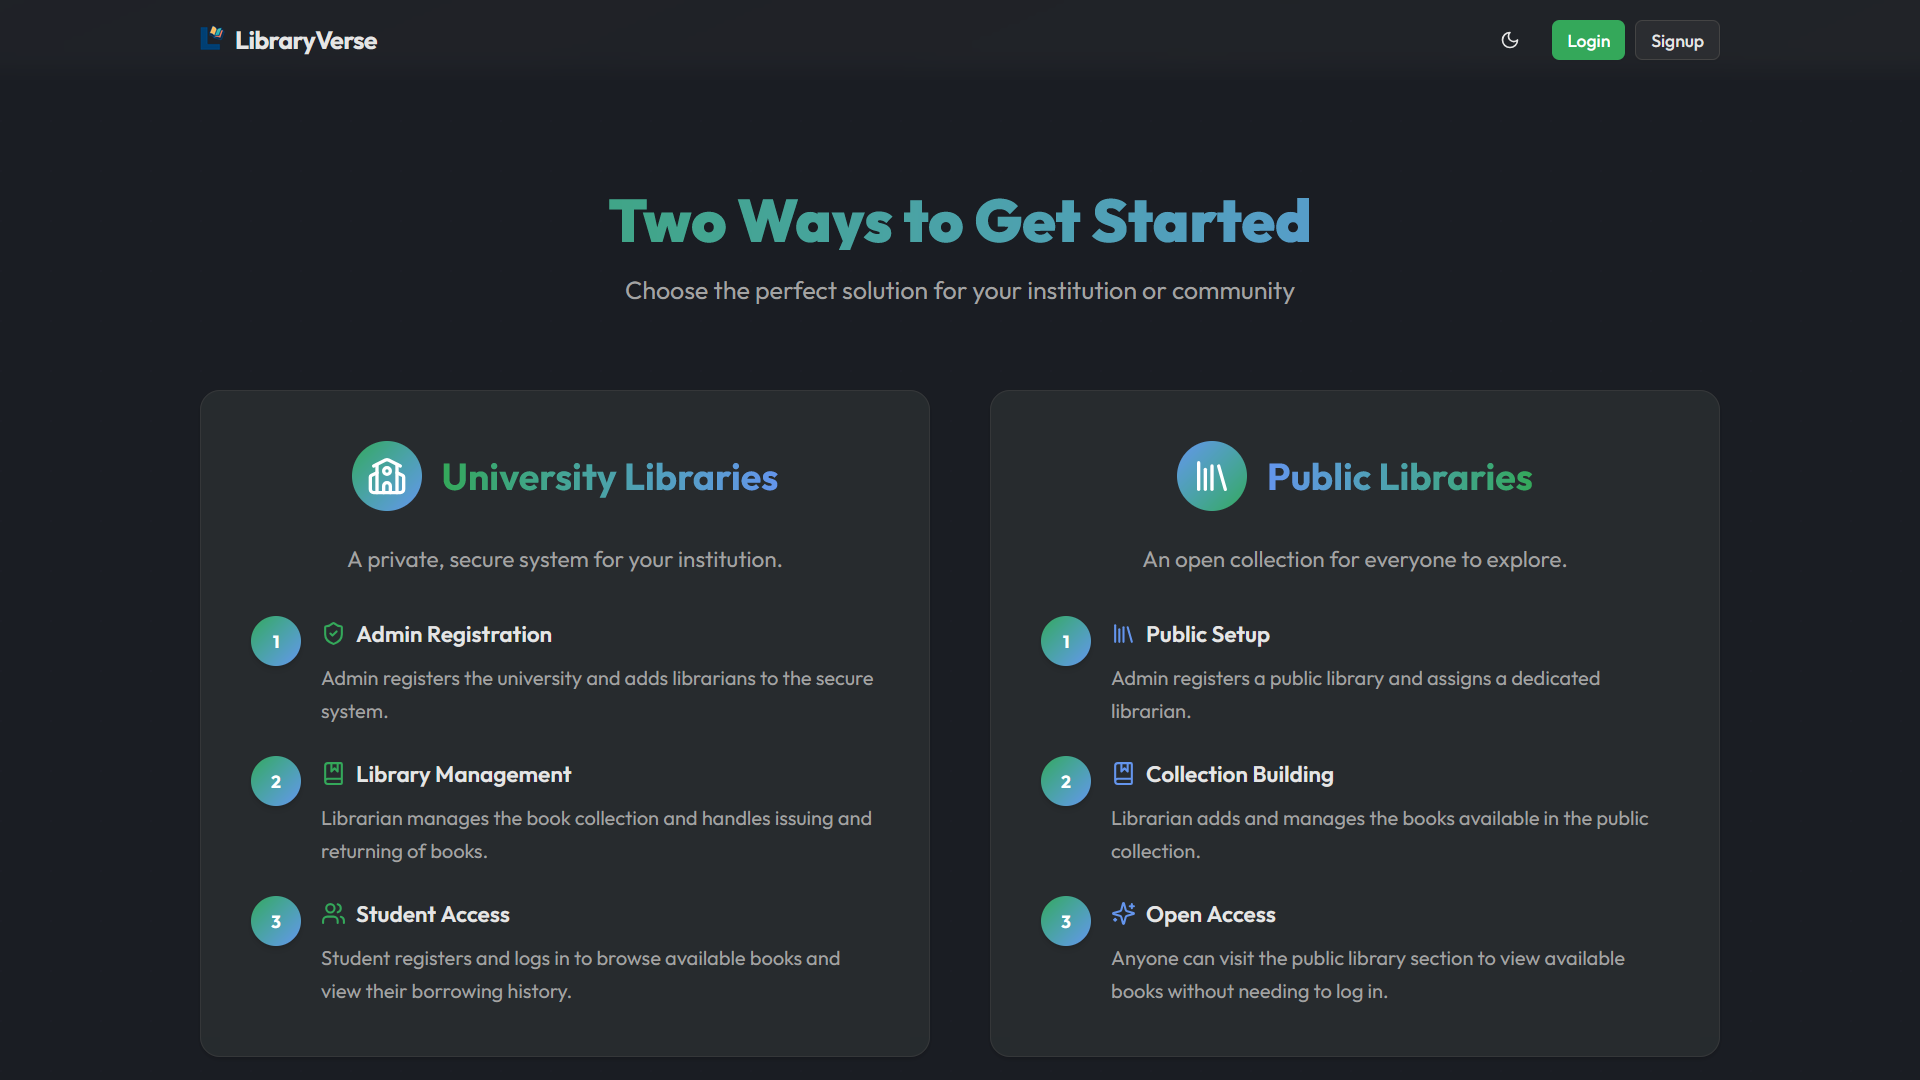 LibraryVerse
Login
Signup
Two Ways to Get Started
Choose the perfect solution for your institution or community
University Libraries
A private, secure system for your institution.
1
Admin Registration
Admin registers the university and adds librarians to the secure
system.
2
Library Management
Librarian manages the book collection and handles issuing and
returning of books.
3
Student Access
Student registers and logs in to browse available books and
view their borrowing history.
Public Libraries
An open collection for everyone to explore.
1
Public Setup
Admin registers a public library and assigns a dedicated
librarian.
2
Collection Building
Librarian adds and manages the books available in the public
collection.
3
Open Access
Anyone can visit the public library section to view available
books without needing to log in.